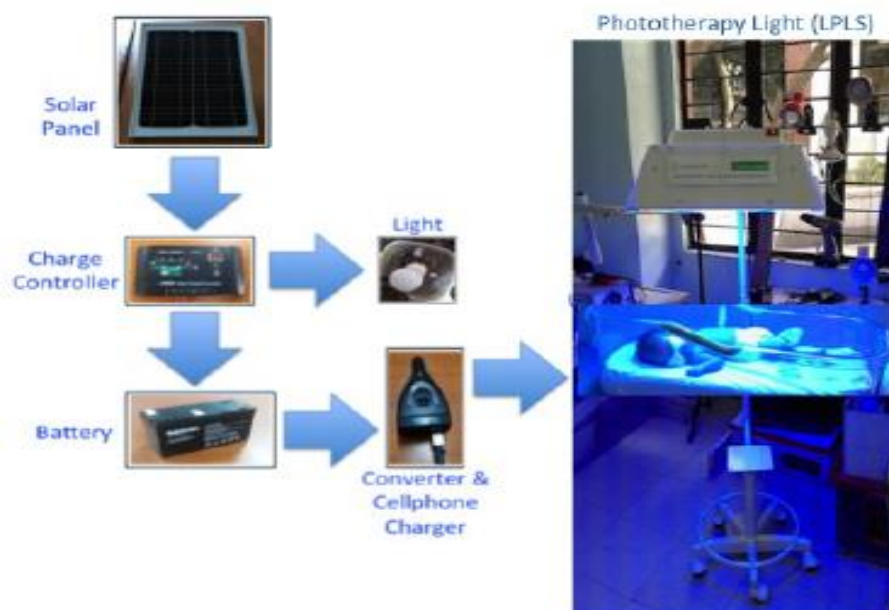 Phototherapy Light (LPLS)
Solar
Panel
Light
Charge
Controller
Battery
Converter &
Cellphone
Charger